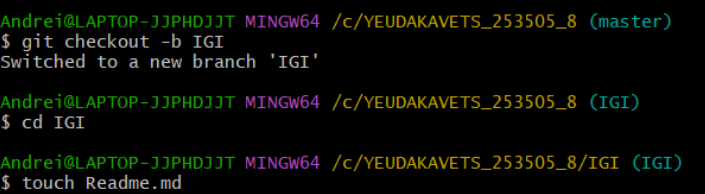 Andrei@LAPTOP-JJPHDJJT MINGW64 /c/YEUDAKAVETS_253505_8 (master)
$ git checkout -b IGI
Switched to a new branch 'IGI'
Andrei@LAPTOP-JJPHDJJT MINGW64 /c/YEUDAKAVETS_253505_8 (IGI)
$ cd IGI
Andrei@LAPTOP-JJPHDJJT MINGW64 /c/YEUDAKAVETS_253505_8/IGI (IGI)
$ touch Readme.md